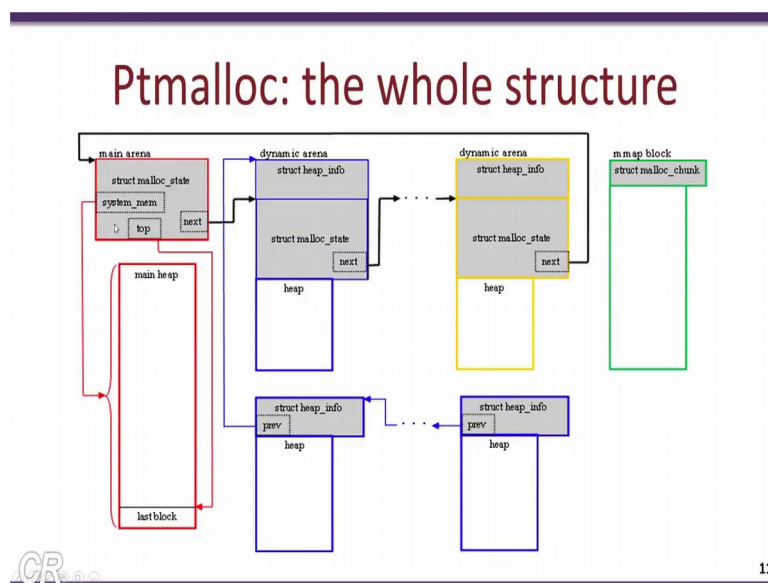 Ptmalloc: the whole structure
main arena
struct malloc_state
system_mem
next
top
main heap
last block
dynamic arena
struct heap_info
struct malloc_state
next
heap
struct heap_info
prev
heap
. . . .
dynamic arena
struct heap_info
struct malloc_state
next
heap
. . .
struct heap_info
prev
heap
mmap block
struct malloc_chunk
CR